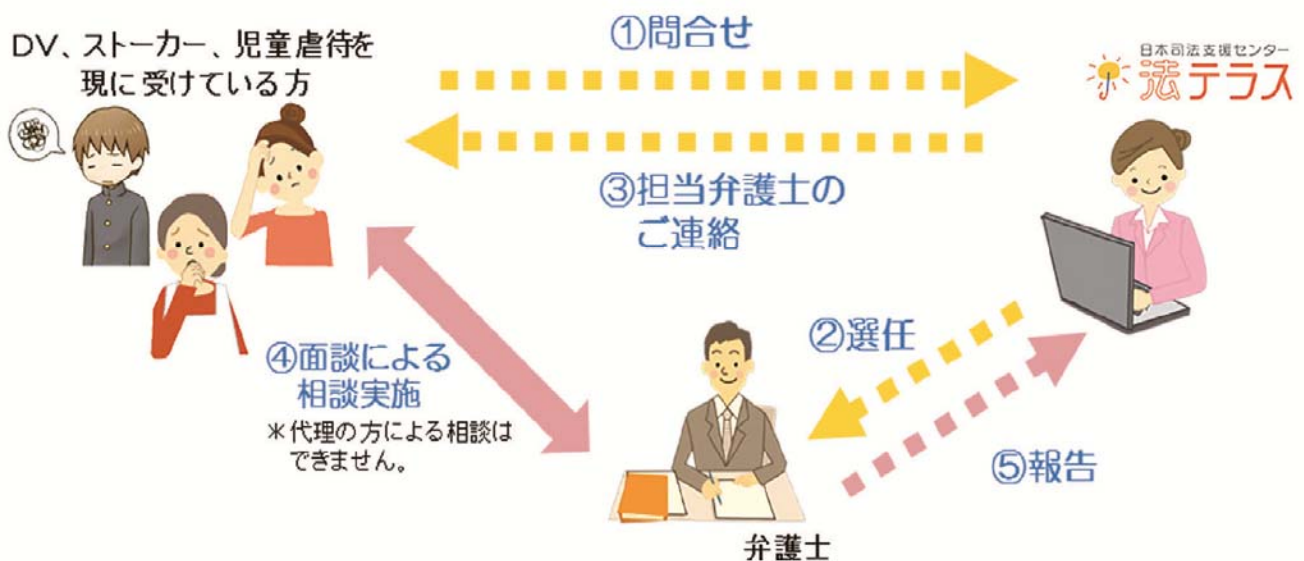 DV、ストーカー、児童虐待を
現に受けている方
①問合せ
日本司法支援センター
法テラス
③担当弁護士の
ご連絡
②選任
④面談による
相談実施
＊代理の方による相談は
できません。
⑤報告
弁護士